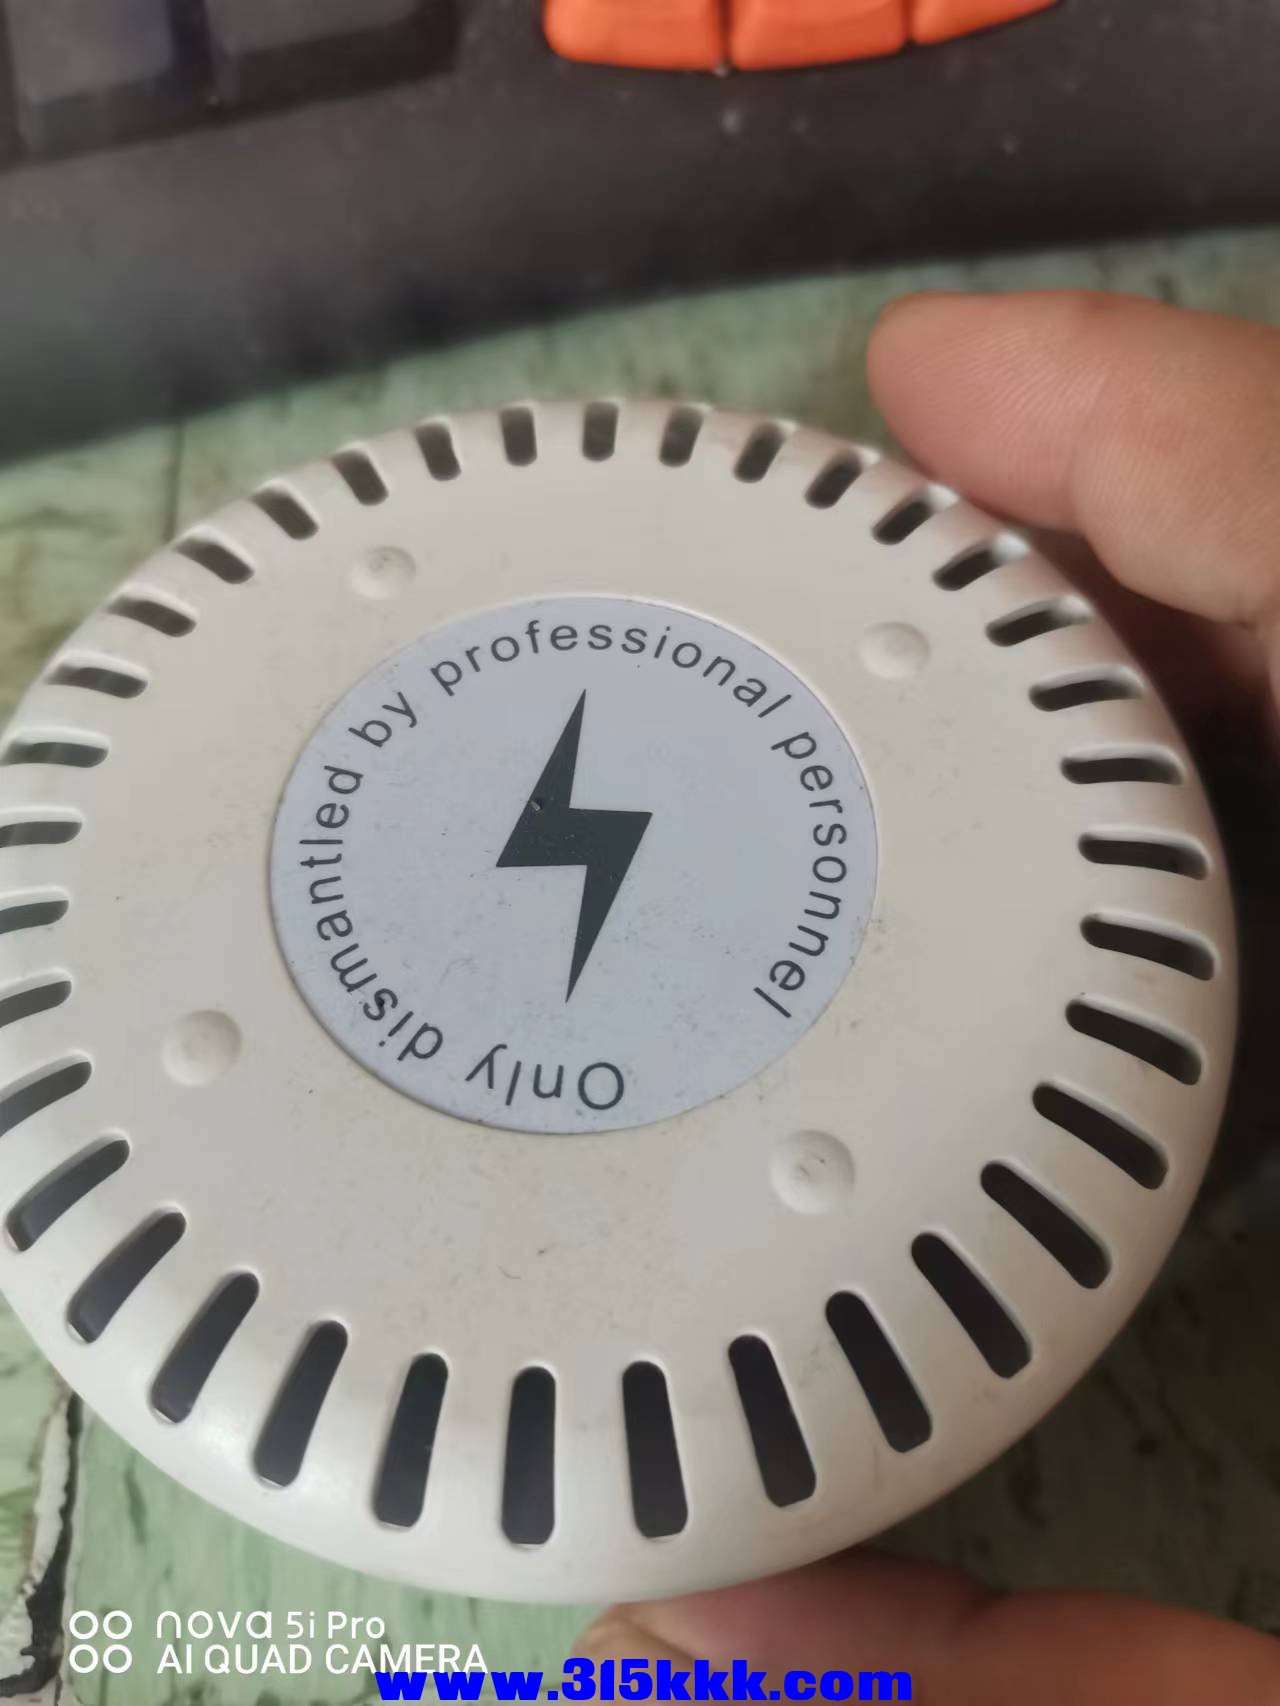 Only dismantled by professional personnel
nova 5i Pro
AI QUAD CAMERA
www.315kkk.com